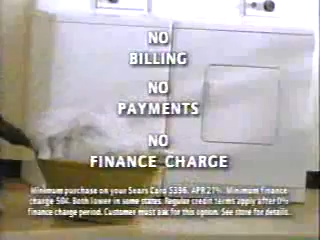 NO
BILLING
NO
PAYMENTS
NO
FINANCE CHARGE
Minimum purchase on your Sears Card $396. APR 21%. Minimum finance
charge 50¢. Both lower in some states. Regular credit terms apply after 0%
finance charge period. Customer must ask for this option. See store for details.